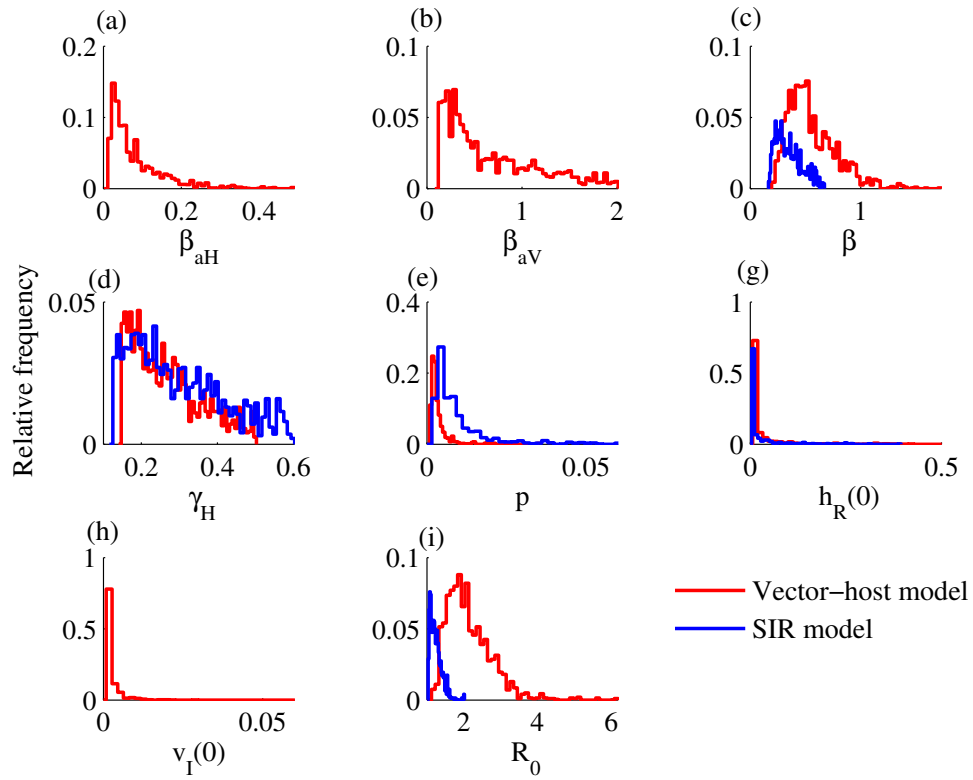 (a)
0.2
0.1
0
0 0.2 0.4
β_aH
(b)
0.1
0.05
0
0 1 2
β_aV
(c)
0.1
0.05
0
0 1
β
Relative frequency
(d)
0.05
0
0.2 0.4 0.6
γ_H
(e)
0.4
0.2
0
0 0.05
p
(g)
1
0.5
0
0 0.5
h_R(0)
(h)
1
0.5
0
0 0.05
v_I(0)
(i)
0.1
0.05
0
2 4 6
R_0
Vector−host model
SIR model